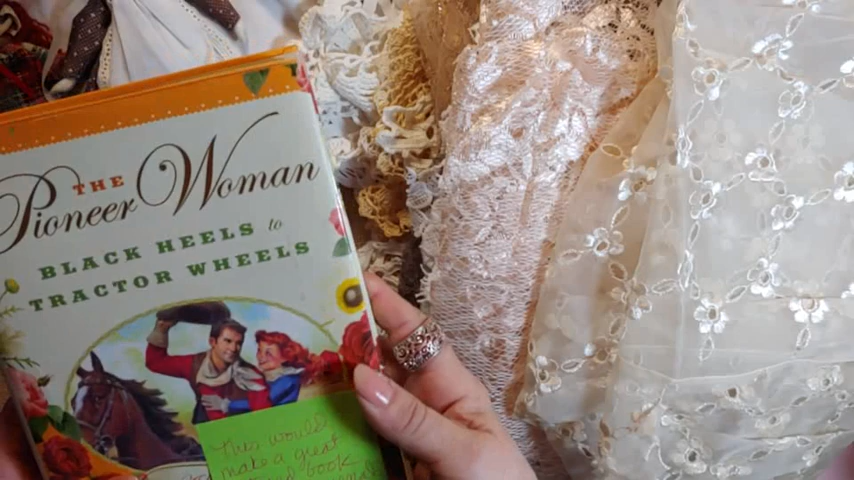 THE
Pioneer Woman
BLACK HEELS to
TRACTOR WHEELS
This would
make a great
book